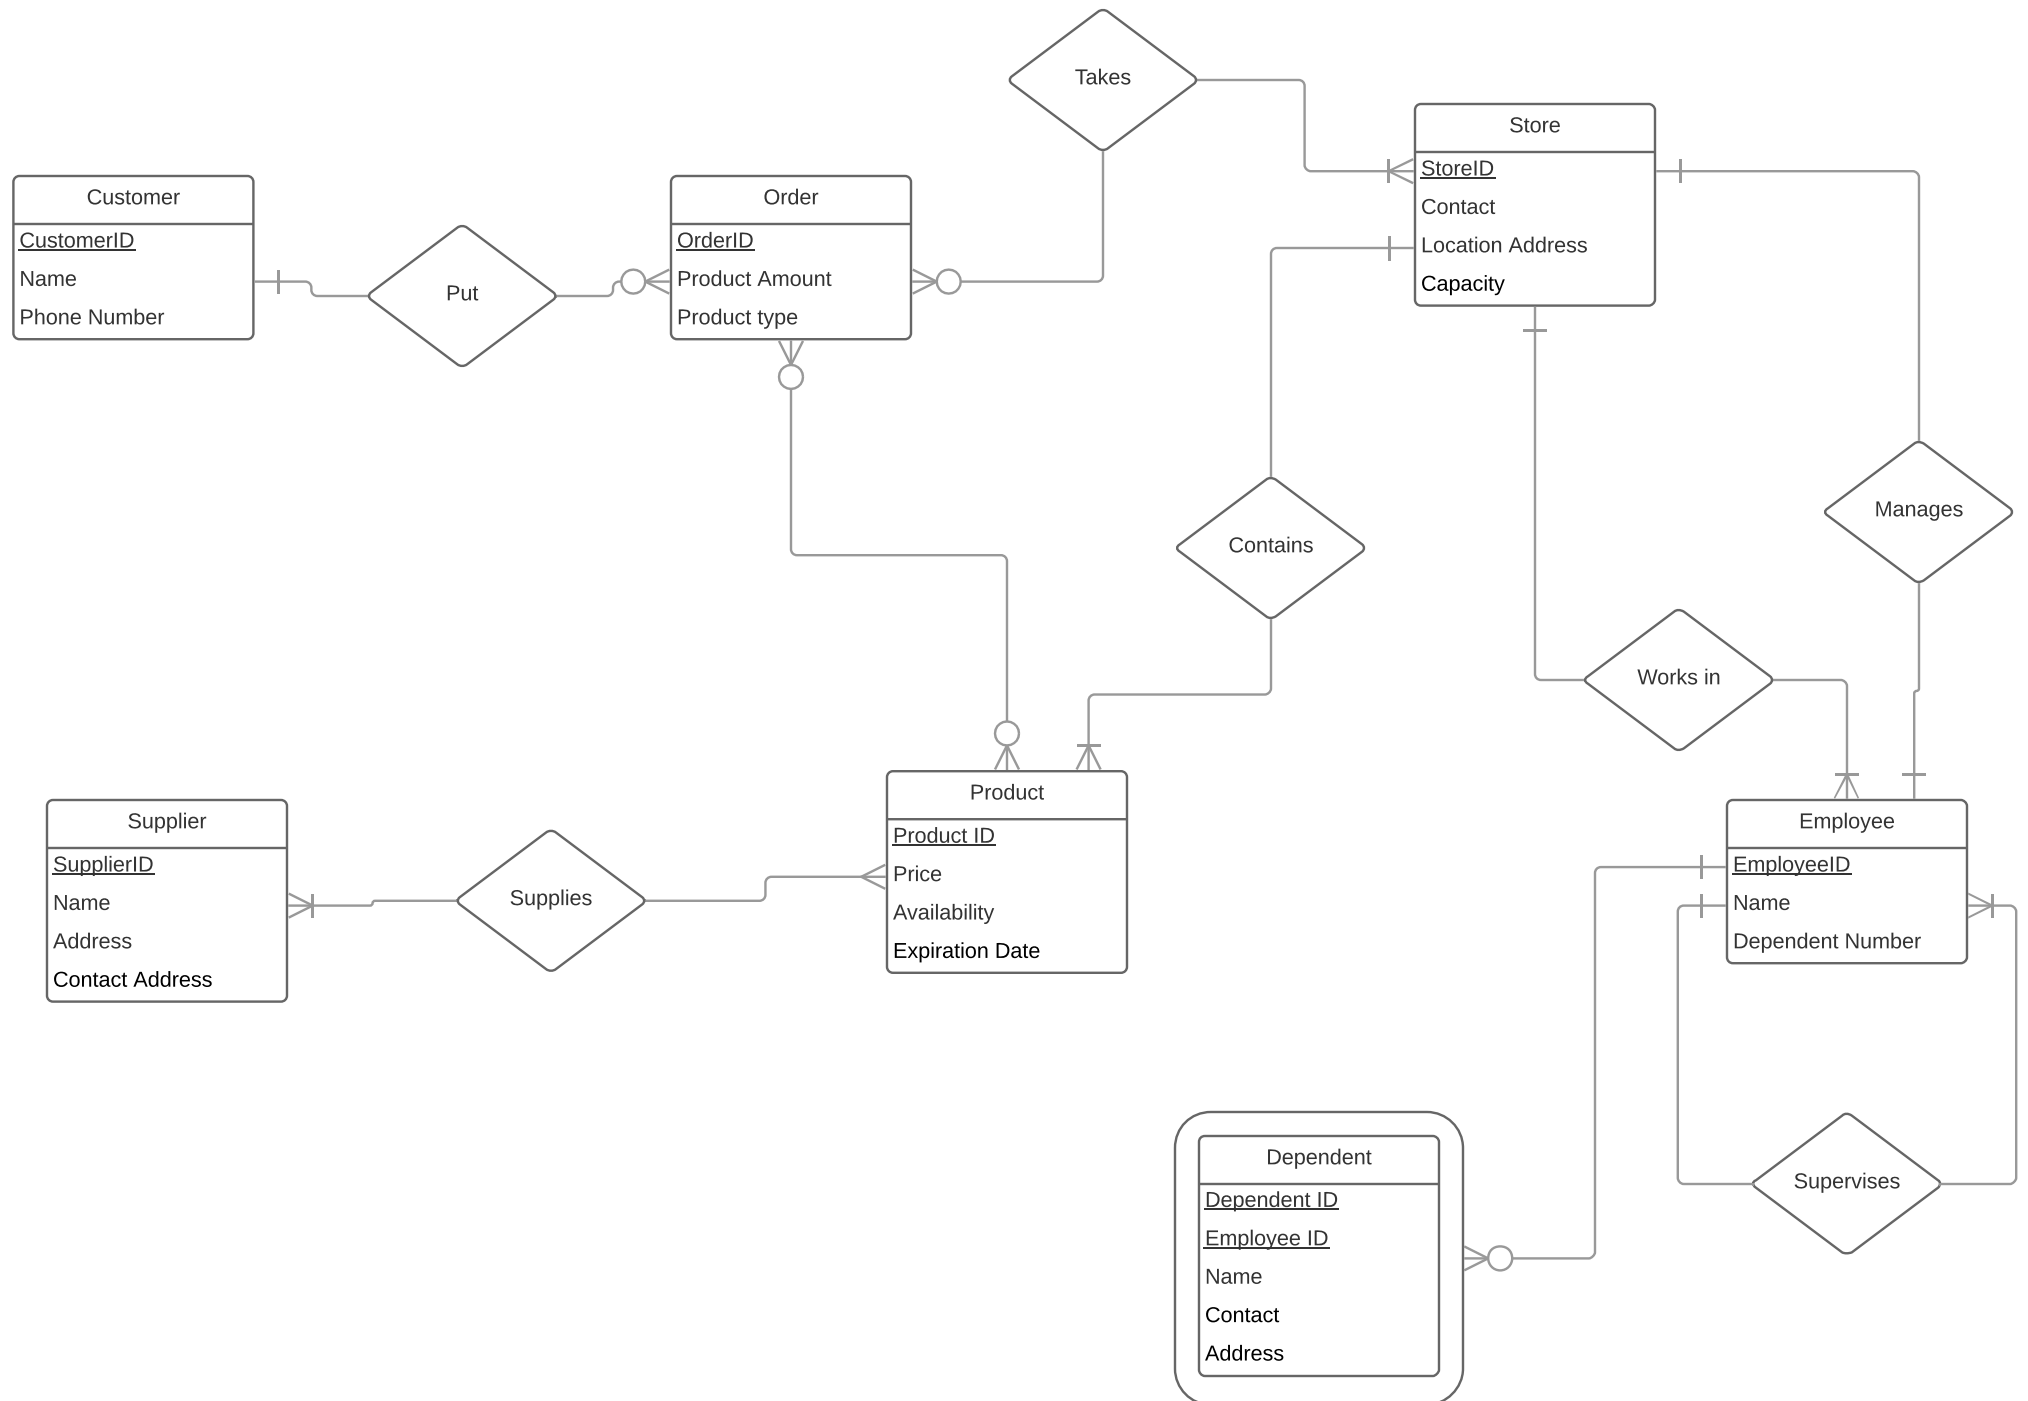 Takes
Store
StoreID
Contact
Location Address
Capacity
Customer
CustomerID
Name
Phone Number
Put
Order
OrderID
Product Amount
Product type
Contains
Manages
Works in
Product
Product ID
Price
Availability
Expiration Date
Supplier
SupplierID
Name
Address
Contact Address
Supplies
Employee
EmployeeID
Name
Dependent Number
Dependent
Dependent ID
Employee ID
Name
Contact
Address
Supervises